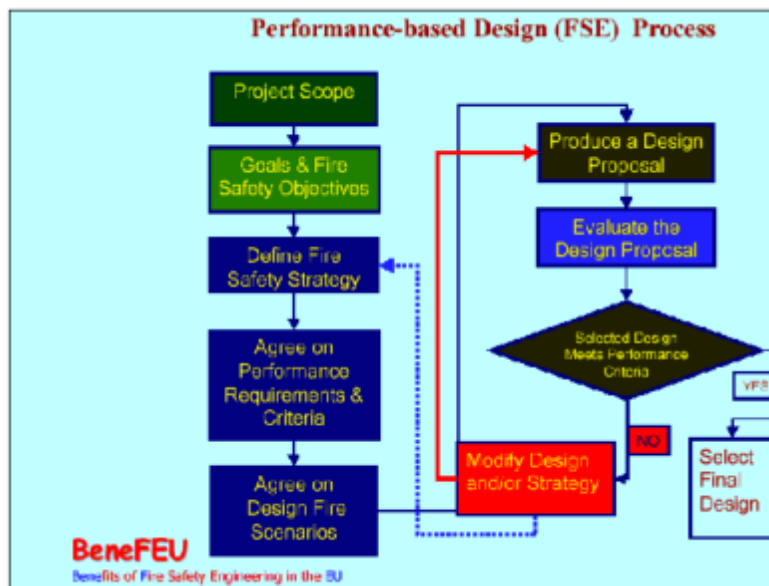 Performance-based Design (FSE) Process
Project Scope
Goals & Fire
Safety Objectives
Define Fire
Safety Strategy
Agree on
Performance
Requirements &
Criteria
Agree on
Design Fire
Scenarios
Produce a Design
Proposal
Evaluate the
Design Proposal
Selected Design
Meets Performance
Criteria
YES
NO
Modify Design
and/or Strategy
Select
Final
Design
BeneFEU
Benefits of Fire Safety Engineering in the EU